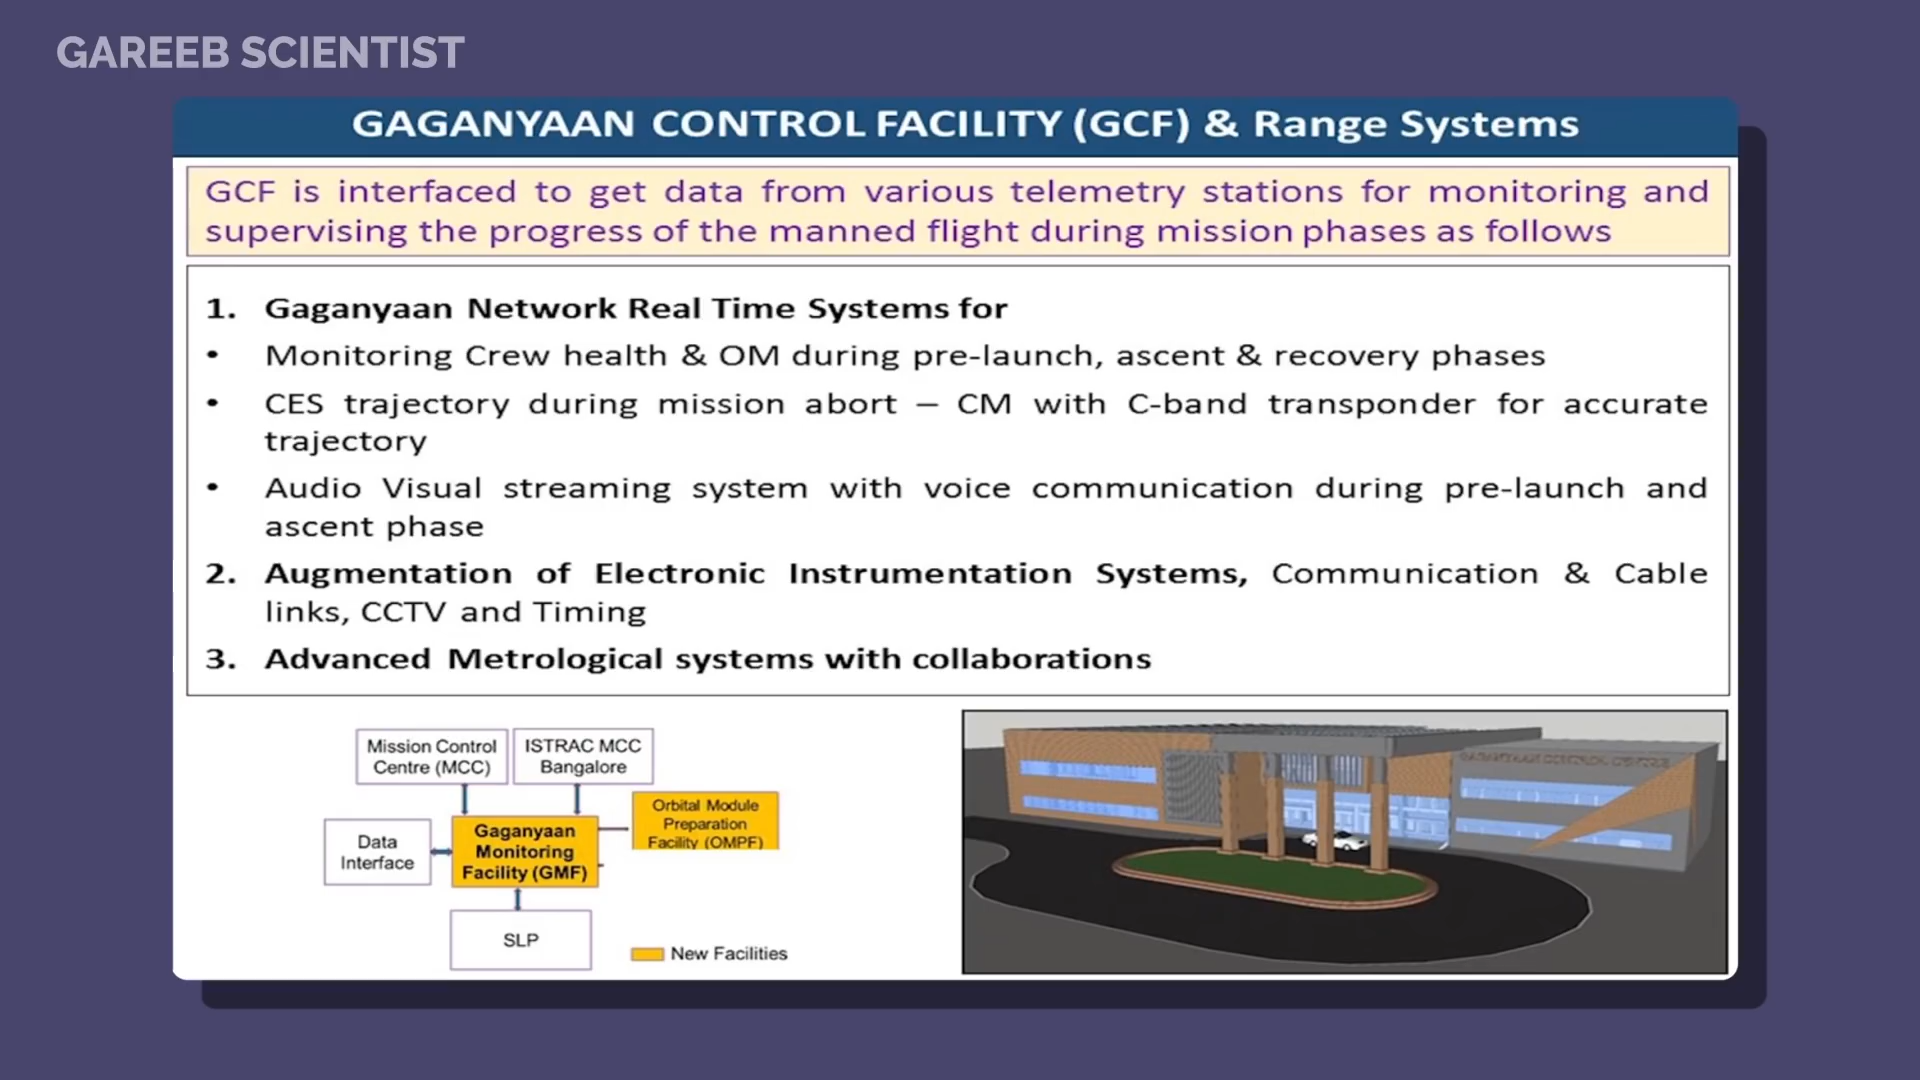 GAREEB SCIENTIST
GAGANYAAN CONTROL FACILITY (GCF) & Range Systems
GCF is interfaced to get data from various telemetry stations for monitoring and
supervising the progress of the manned flight during mission phases as follows
1. Gaganyaan Network Real Time Systems for
• Monitoring Crew health & OM during pre-launch, ascent & recovery phases
• CES trajectory during mission abort – CM with C-band transponder for accurate
trajectory
• Audio Visual streaming system with voice communication during pre-launch and
ascent phase
2. Augmentation of Electronic Instrumentation Systems, Communication & Cable
links, CCTV and Timing
3. Advanced Metrological systems with collaborations
Mission Control
Centre (MCC)
ISTRAC MCC
Bangalore
Orbital Module
Preparation
Facility (OMPF)
Data
Interface
Gaganyaan
Monitoring
Facility (GMF)
SLP
New Facilities
GAGANYAAN CONTROL CENTRE